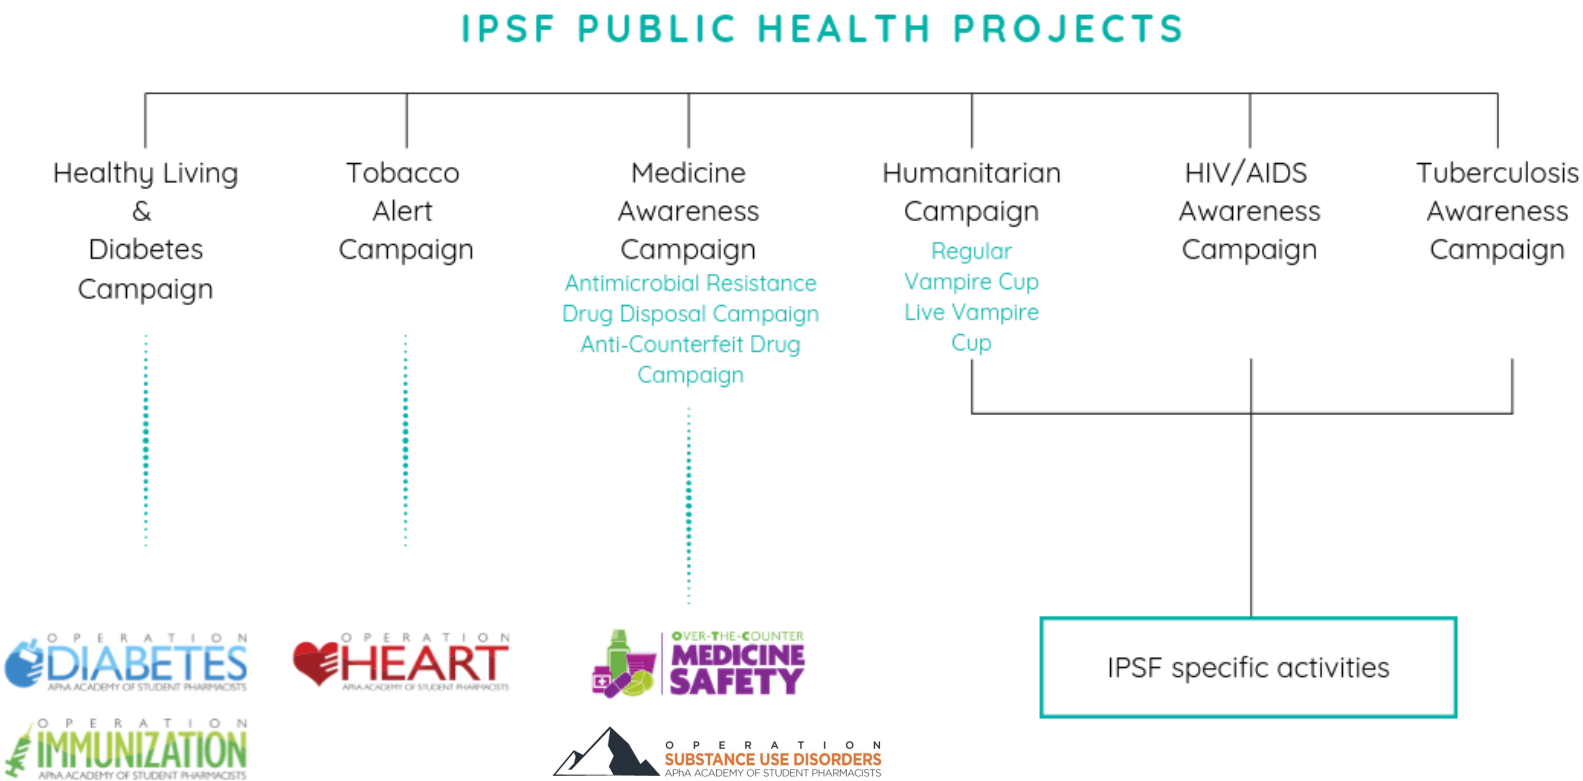 IPSF PUBLIC HEALTH PROJECTS
Healthy Living
&
Diabetes
Campaign
Tobacco
Alert
Campaign
Medicine
Awareness
Campaign
Antimicrobial Resistance
Drug Disposal Campaign
Anti-Counterfeit Drug
Campaign
Humanitarian
Campaign
Regular
Vampire Cup
Live Vampire
Cup
HIV/AIDS
Awareness
Campaign
Tuberculosis
Awareness
Campaign
OPERATION
DIABETES
APhA ACADEMY OF STUDENT PHARMACISTS
OPERATION
IMMUNIZATION
APhA ACADEMY OF STUDENT PHARMACISTS
OPERATION
HEART
APhA ACADEMY OF STUDENT PHARMACISTS
OVER-THE-COUNTER
MEDICINE
SAFETY
OPERATION
SUBSTANCE USE DISORDERS
APhA ACADEMY OF STUDENT PHARMACISTS
IPSF specific activities